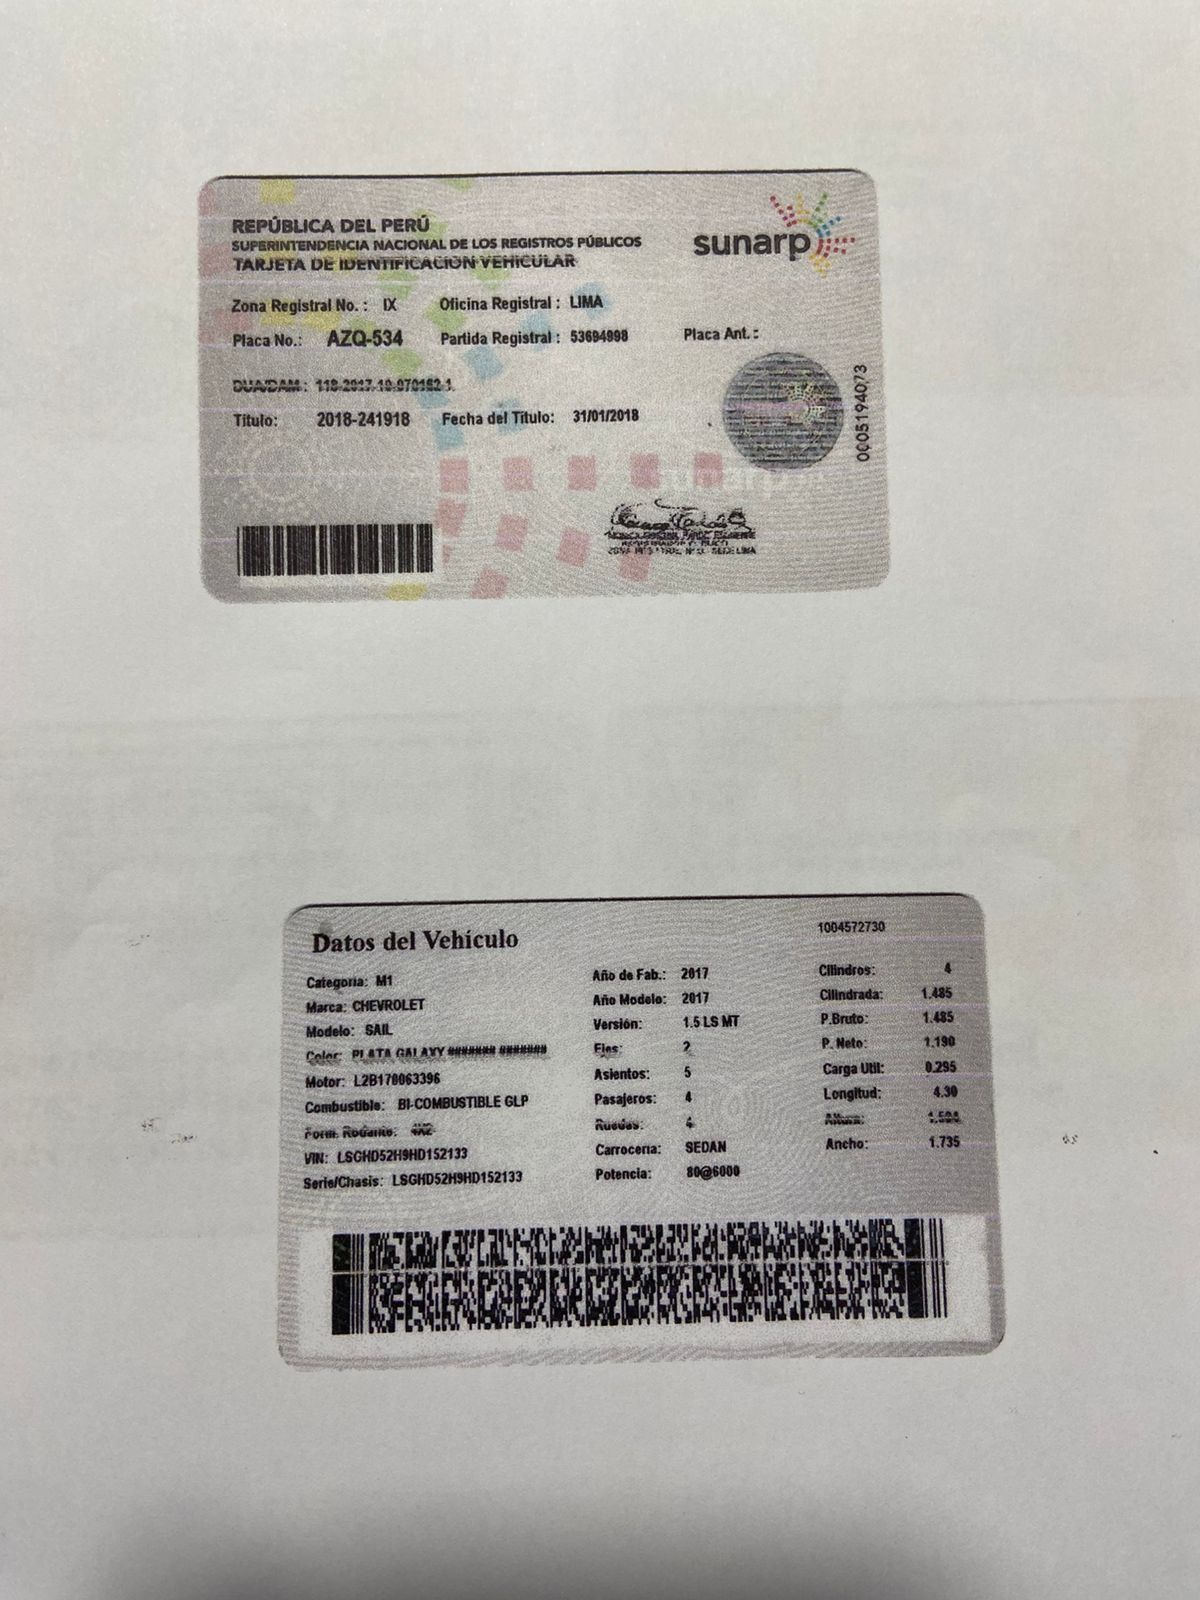 REPÚBLICA DEL PERÚ
SUPERINTENDENCIA NACIONAL DE LOS REGISTROS PÚBLICOS
TARJETA DE IDENTIFICACIÓN VEHICULAR
sunarp
Zona Registral No. : IX Oficina Registral : LIMA
Placa No.: AZQ-534 Partida Registral : 53694998 Placa Ant. :
DUA/DAM : 118-2017-10-070152-1
Título: 2018-241918 Fecha del Título: 31/01/2018
0005194073
sunarp
SEDE LIMA
Datos del Vehículo 1004572730
Categoría: M1 Año de Fab.: 2017 Cilindros: 4
Marca: CHEVROLET Año Modelo: 2017 Cilindrada: 1.485
Modelo: SAIL Versión: 1.5 LS MT P.Bruto: 1.485
Color: PLATA GALAXY ####### ####### Ejes: 2 P. Neto: 1.190
Motor: L2B170063396 Asientos: 5 Carga Util: 0.295
Combustible: BI-COMBUSTIBLE GLP Pasajeros: 4 Longitud: 4.30
Form. Rodante: 4X2 Ruedas: 4 Altura: 1.504
VIN: LSGHD52H9HD152133 Carrocería: SEDAN Ancho: 1.735
Serie/Chasis: LSGHD52H9HD152133 Potencia: 80@6000